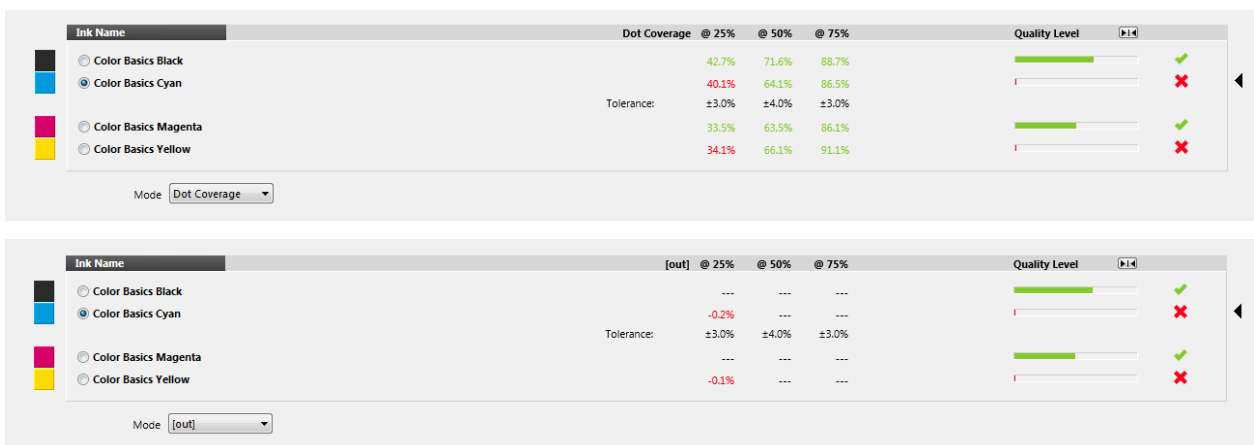 Ink Name Dot Coverage @ 25% @ 50% @ 75% Quality Level
Color Basics Black 42.7% 71.6% 88.7%
Color Basics Cyan 40.1% 64.1% 86.5%
Tolerance: ±3.0% ±4.0% ±3.0%
Color Basics Magenta 33.5% 63.5% 86.1%
Color Basics Yellow 34.1% 66.1% 91.1%
Mode Dot Coverage
Ink Name [out] @ 25% @ 50% @ 75% Quality Level
Color Basics Black --- --- ---
Color Basics Cyan -0.2% --- ---
Tolerance: ±3.0% ±4.0% ±3.0%
Color Basics Magenta --- --- ---
Color Basics Yellow -0.1% --- ---
Mode [out]